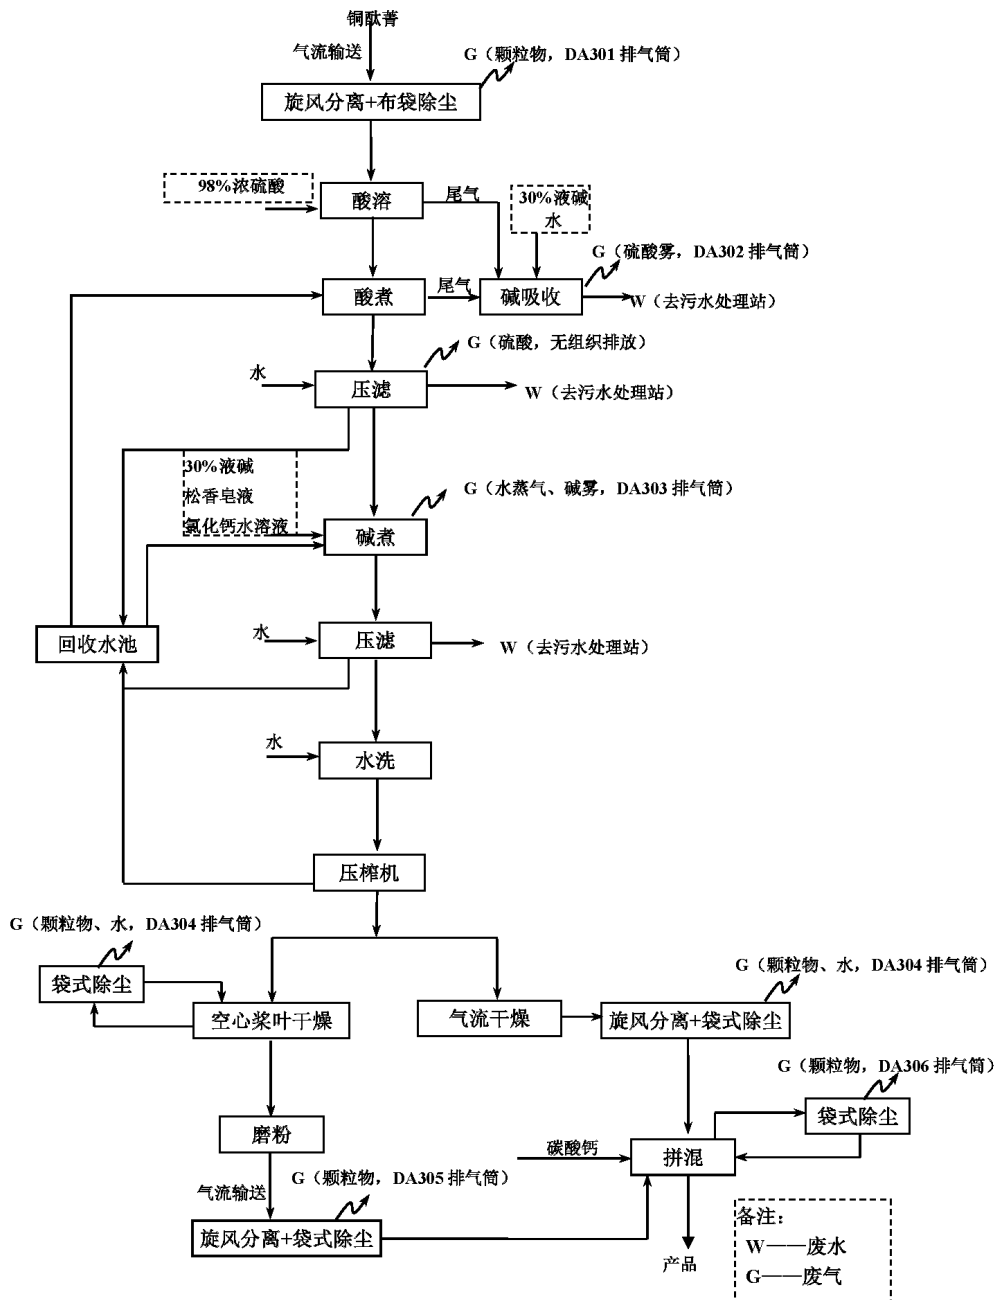 铜酞菁
气流输送
G（颗粒物，DA301 排气筒）
旋风分离+布袋除尘
98%浓硫酸
酸溶
尾气
30%液碱
水
G（硫酸雾，DA302 排气筒）
酸煮
尾气
碱吸收
W（去污水处理站）
G（硫酸，无组织排放）
水
压滤
W（去污水处理站）
30%液碱
松香皂液
氯化钙水溶液
G（水蒸气、碱雾，DA303 排气筒）
碱煮
回收水池
水
压滤
W（去污水处理站）
水
水洗
压榨机
G（颗粒物、水，DA304 排气筒）
袋式除尘
空心桨叶干燥
气流干燥
G（颗粒物、水，DA304 排气筒）
旋风分离+袋式除尘
G（颗粒物，DA306 排气筒）
袋式除尘
磨粉
碳酸钙
拼混
气流输送
G（颗粒物，DA305 排气筒）
旋风分离+袋式除尘
产品
备注：
W——废水
G——废气